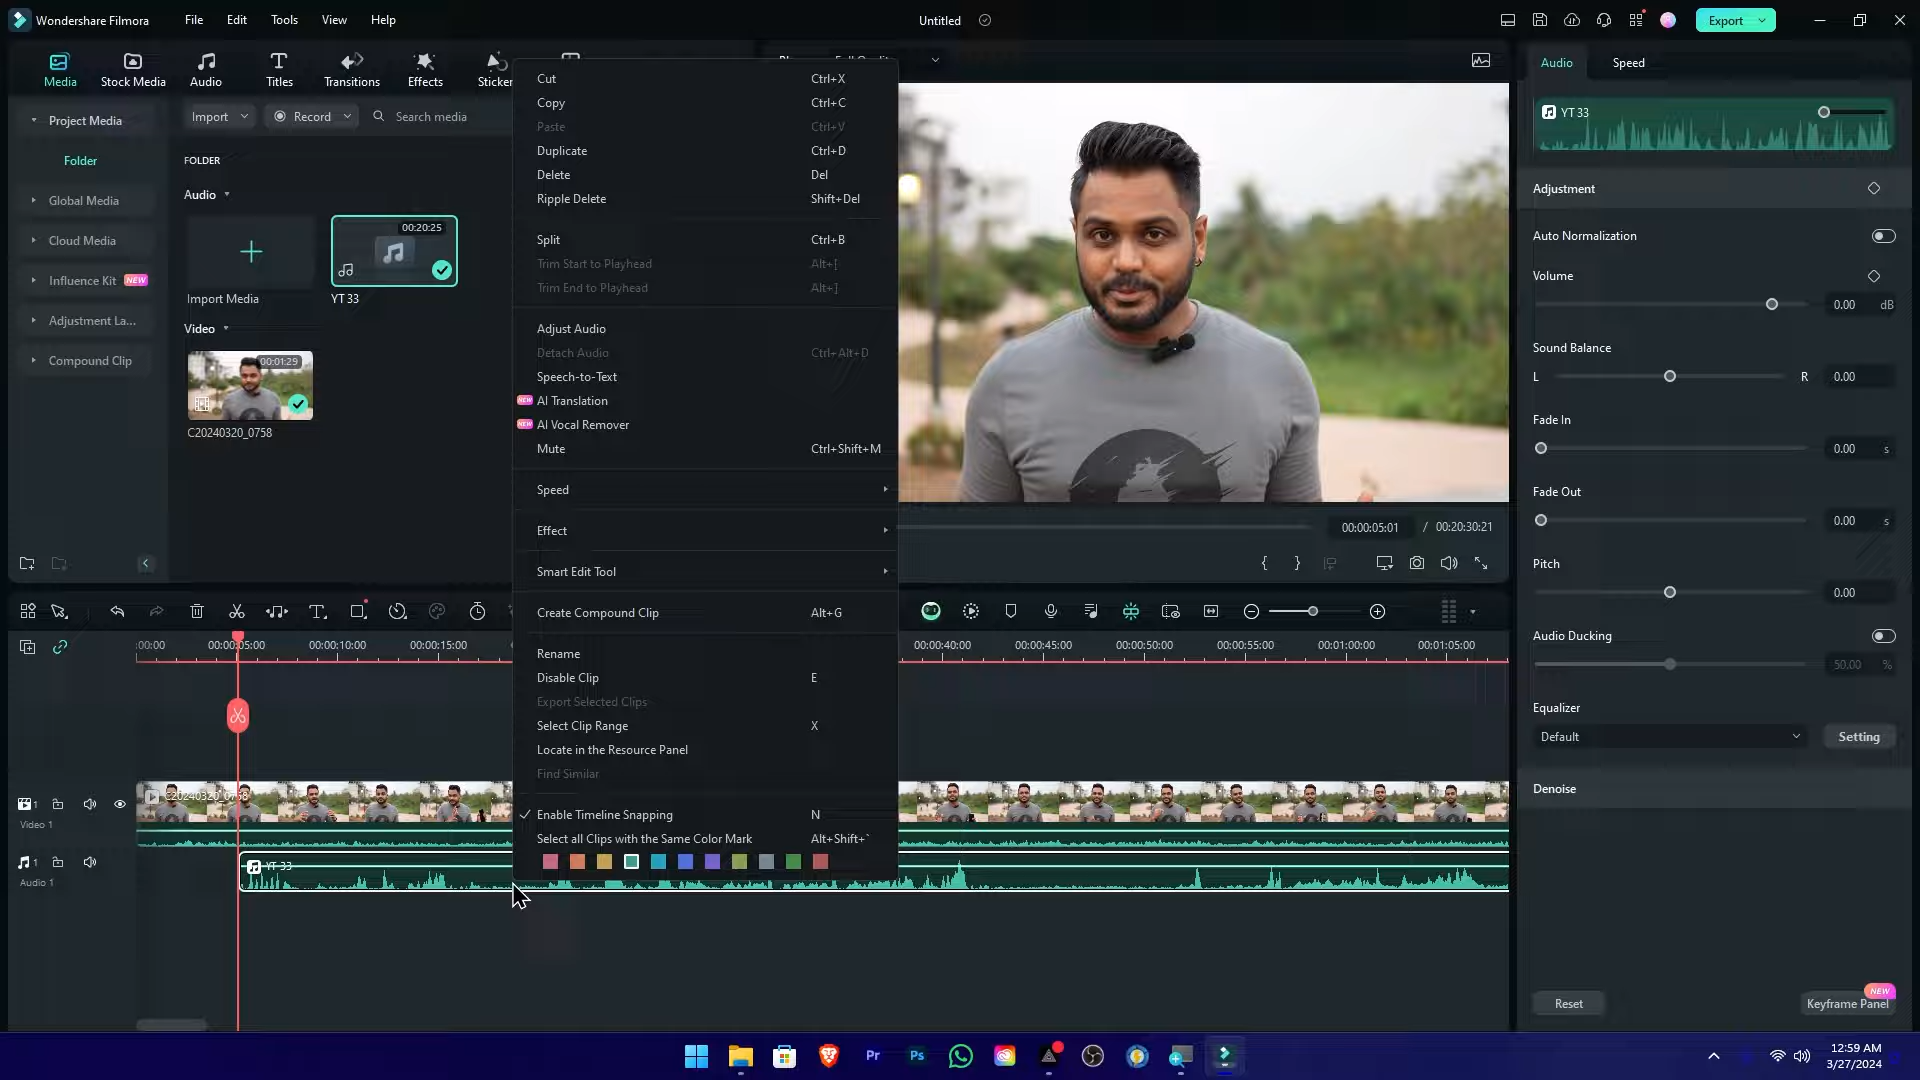 Wondershare Filmora
File
Edit
Tools
View
Help
Untitled
Export
Media
Stock Media
Audio
Titles
Transitions
Effects
Sticker
Import
Record
Search media
Project Media
Folder
Global Media
Cloud Media
Influence Kit NEW
Adjustment La...
Compound Clip
FOLDER
Audio
Import Media
00:20:25
YT 33
Video
00:01:29
C20240320_0758
Cut Ctrl+X
Copy Ctrl+C
Paste Ctrl+V
Duplicate Ctrl+D
Delete Del
Ripple Delete Shift+Del
Split Ctrl+B
Trim Start to Playhead Alt+[
Trim End to Playhead Alt+]
Adjust Audio
Detach Audio Ctrl+Alt+D
Speech-to-Text
NEW AI Translation
NEW AI Vocal Remover
Mute Ctrl+Shift+M
Speed
Effect
Smart Edit Tool
Create Compound Clip Alt+G
Rename
Disable Clip E
Export Selected Clips
Select Clip Range X
Locate in the Resource Panel
Find Similar
Enable Timeline Snapping N
Select all Clips with the Same Color Mark Alt+Shift+`
00:00:05:01 / 00:20:30:21
Audio
Speed
YT 33
Adjustment
Auto Normalization
Volume
0.00 dB
Sound Balance
L R 0.00
Fade In
0.00 s
Fade Out
0.00 s
Pitch
0.00
Audio Ducking
50.00 %
Equalizer
Default
Setting
Denoise
Reset
NEW
Keyframe Panel
:00:00
00:00:05:00
00:00:10:00
00:00:15:00
00:00:40:00
00:00:45:00
00:00:50:00
00:00:55:00
00:01:00:00
00:01:05:00
1
Video 1
C20240320_0758
1
Audio 1
YT 33
Pr
Ps
12:59 AM
3/27/2024